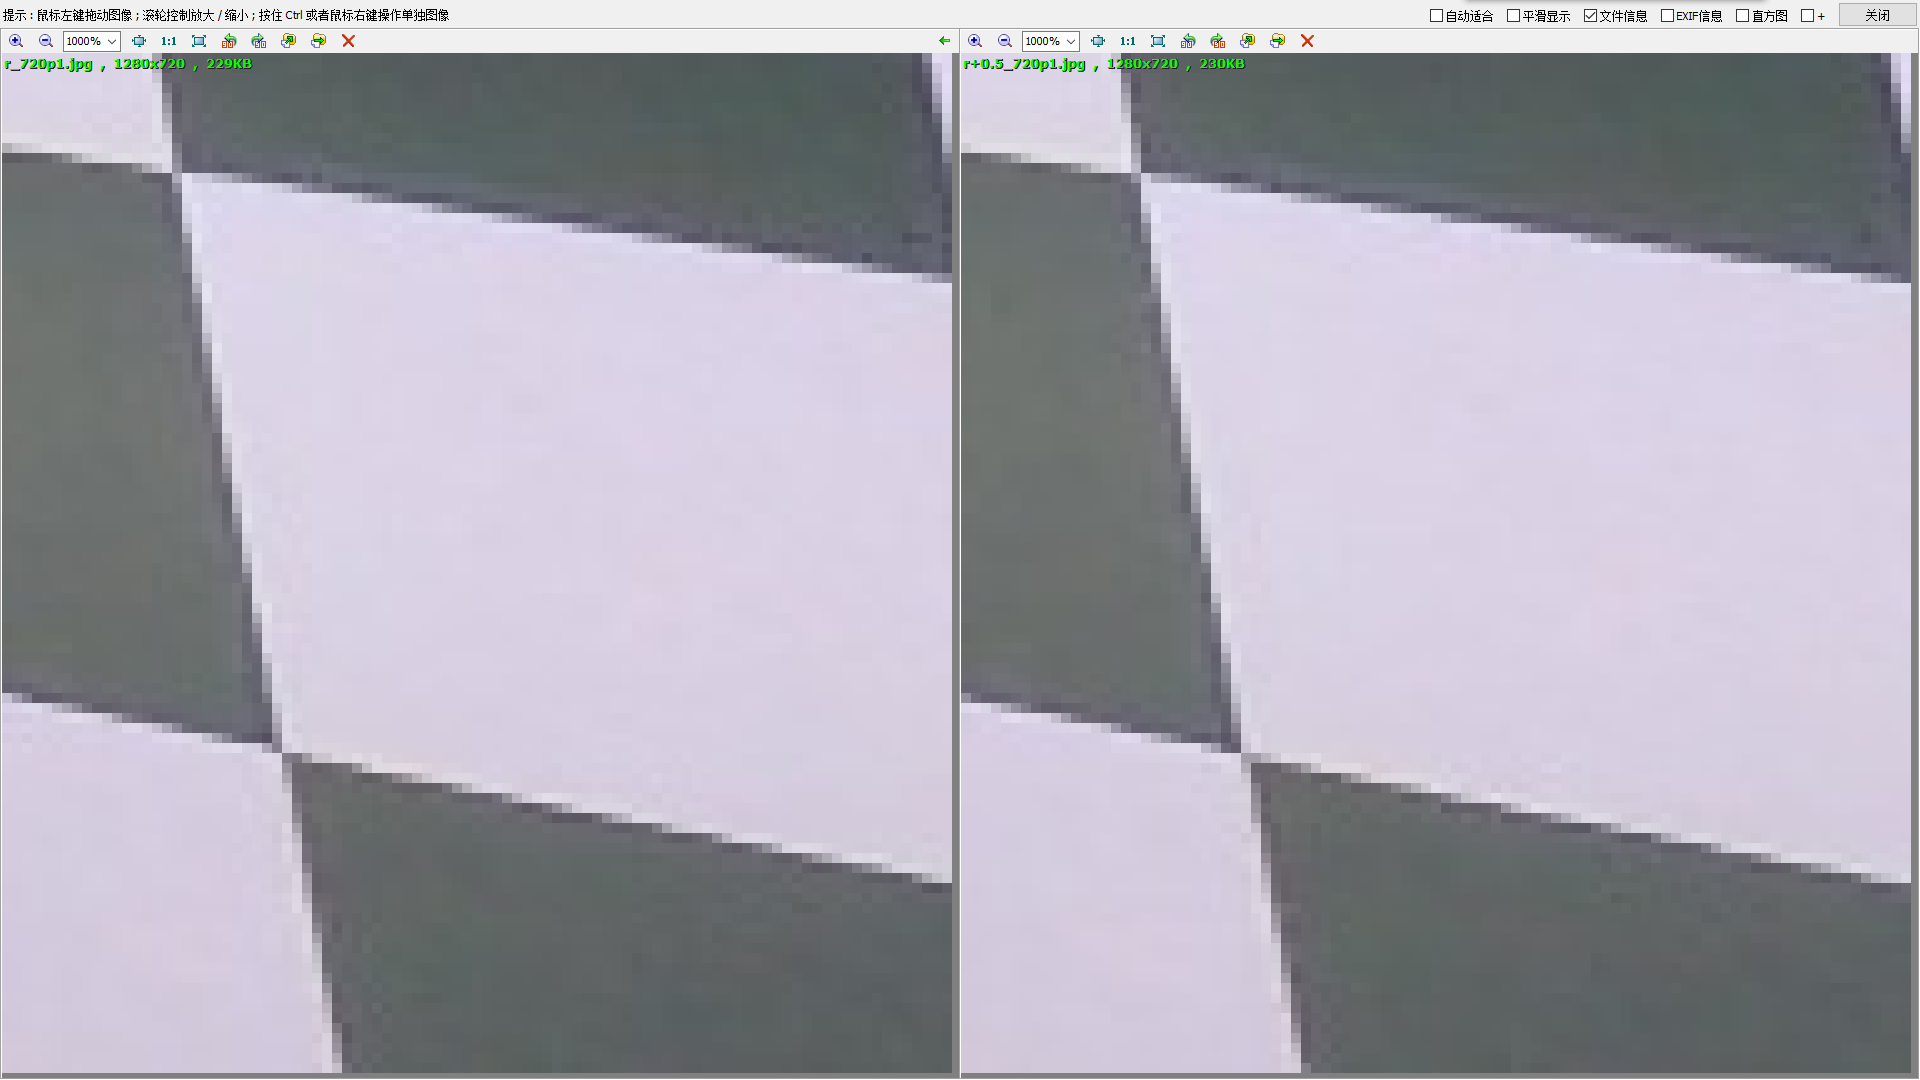 提示 : 鼠标左键拖动图像 ; 滚轮控制放大 / 缩小 ; 按住 Ctrl 或者鼠标右键操作单独图像 自动适合 平滑显示 文件信息 EXIF信息 直方图 + 关闭
1000% 1:1 1000% 1:1
r_720p1.jpg , 1280x720 , 229KB r+0.5_720p1.jpg , 1280x720 , 230KB